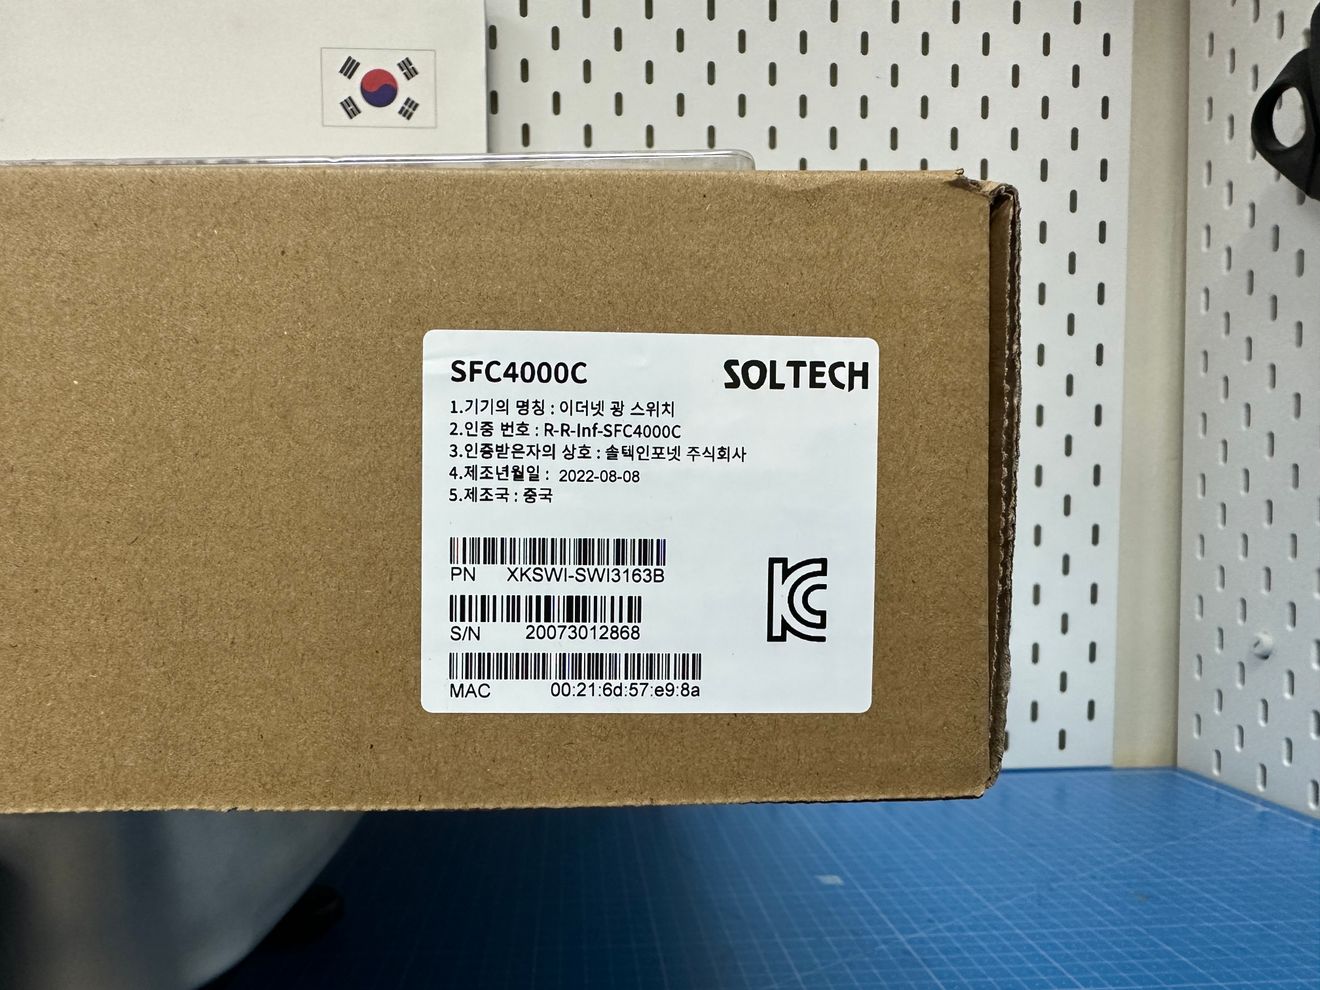 SFC4000C
SOLTECH
1.기기의 명칭 : 이더넷 광 스위치
2.인증 번호 : R-R-Inf-SFC4000C
3.인증받은자의 상호 : 솔텍인포넷 주식회사
4.제조년월일 : 2022-08-08
5.제조국 : 중국
PN XKSWI-SWI3163B
S/N 20073012868
MAC 00:21:6d:57:e9:8a